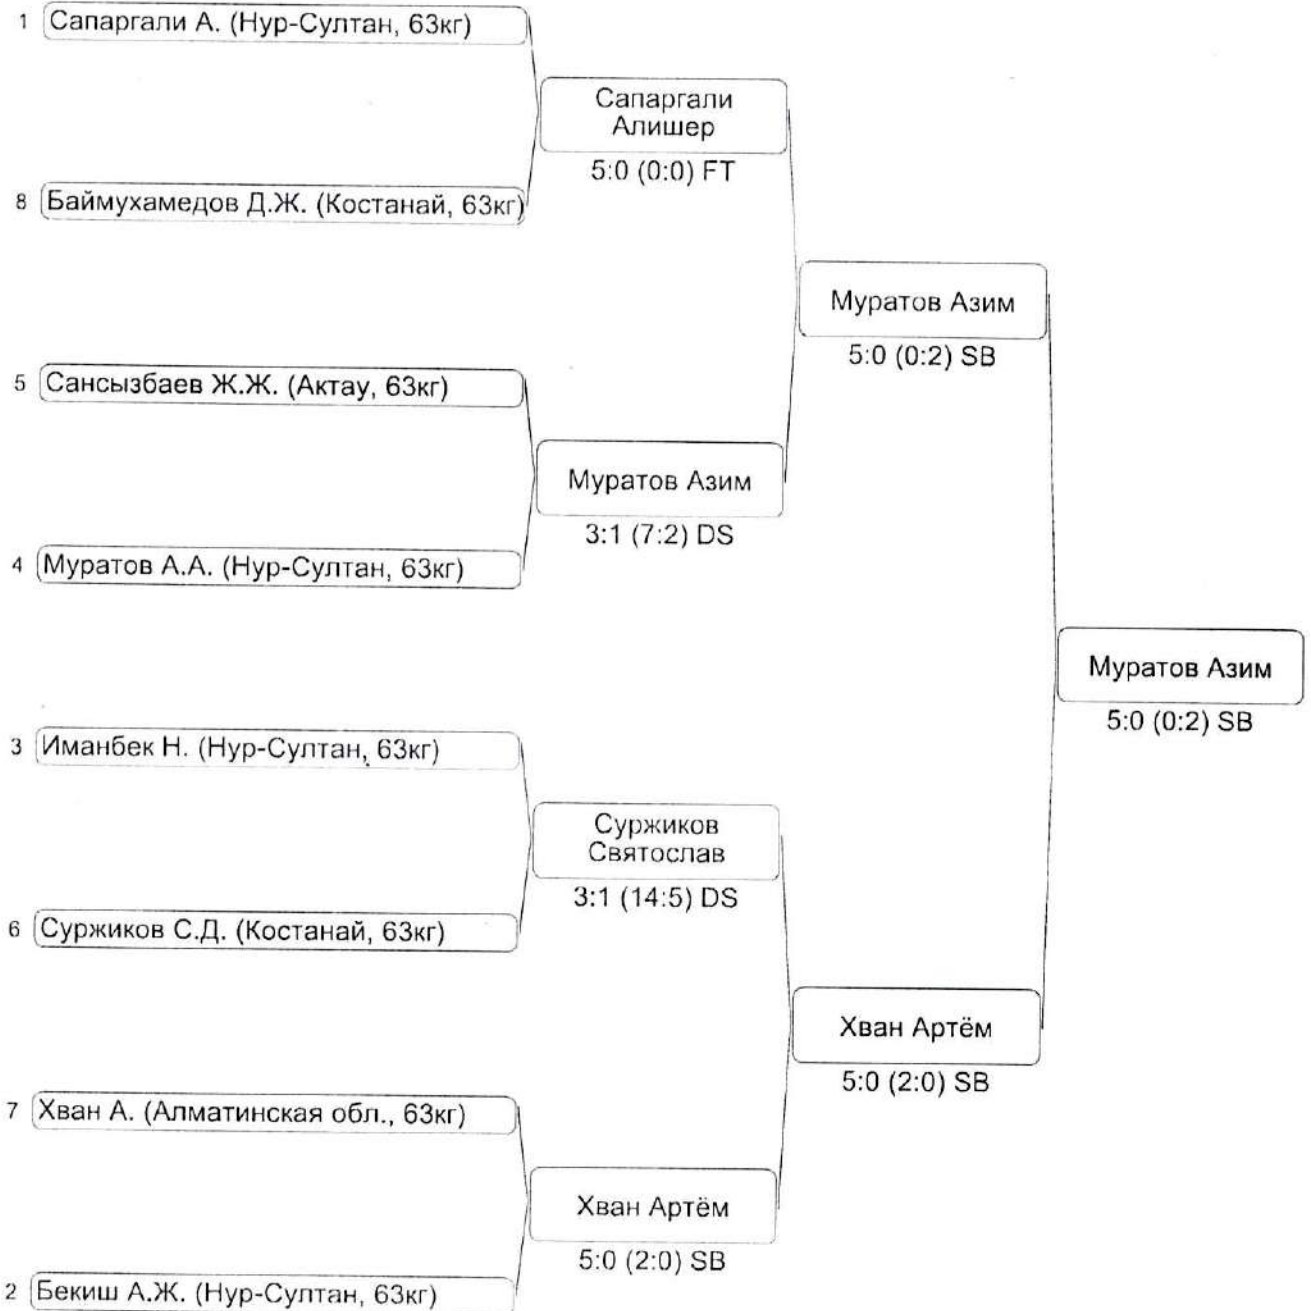 1 Сапаргали А. (Нур-Султан, 63кг)
Сапаргали
Алишер
5:0 (0:0) FT
8 Баймухамедов Д.Ж. (Костанай, 63кг)
Муратов Азим
5:0 (0:2) SB
5 Сансызбаев Ж.Ж. (Актау, 63кг)
Муратов Азим
3:1 (7:2) DS
4 Муратов А.А. (Нур-Султан, 63кг)
Муратов Азим
5:0 (0:2) SB
3 Иманбек Н. (Нур-Султан, 63кг)
Суржиков
Святослав
3:1 (14:5) DS
6 Суржиков С.Д. (Костанай, 63кг)
Хван Артём
5:0 (2:0) SB
7 Хван А. (Алматинская обл., 63кг)
Хван Артём
5:0 (2:0) SB
2 Бекиш А.Ж. (Нур-Султан, 63кг)